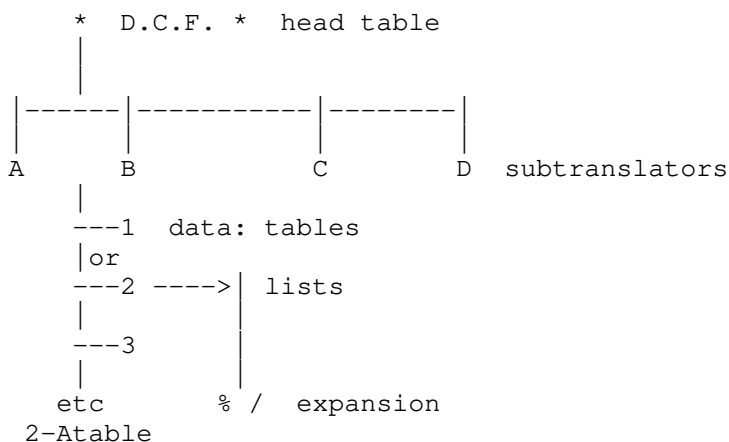 * D.C.F. * head table
A B C D subtranslators
---1 data: tables
|or
---2 ---->| lists
---3
etc % / expansion
2-Atable